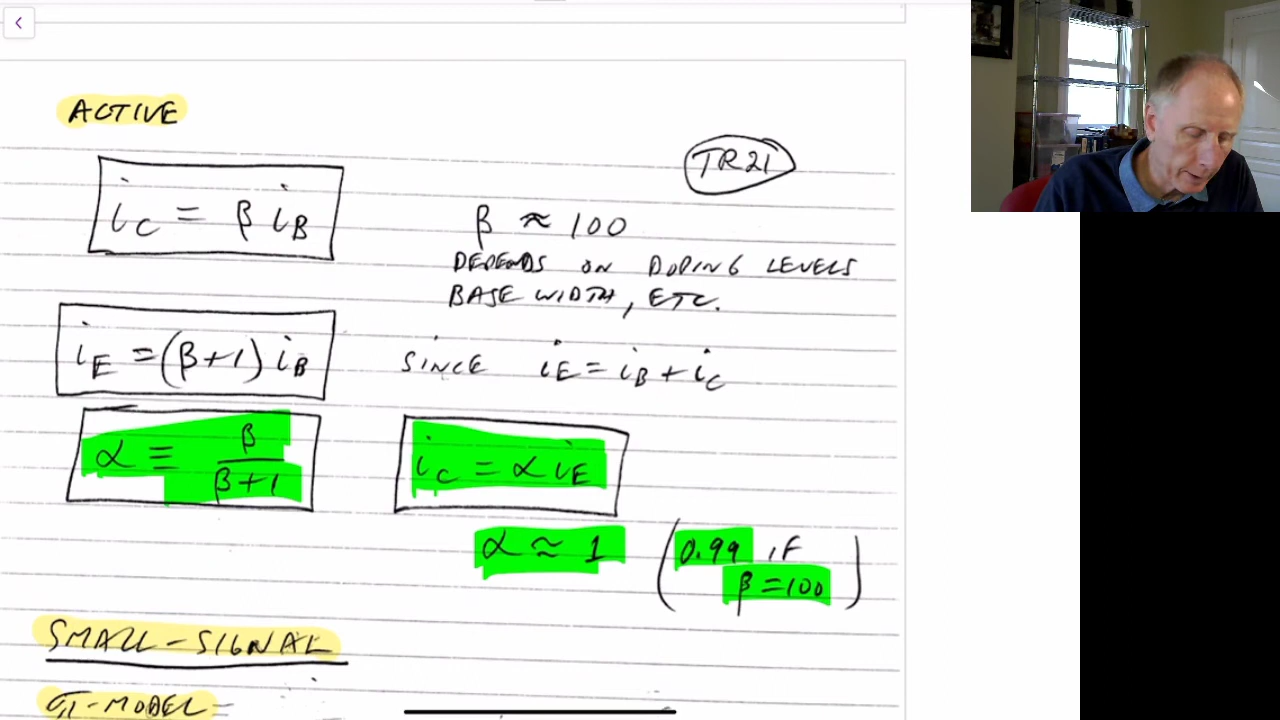 ACTIVE
TR21
iC = β iB
β ≈ 100
DEPENDS ON DOPING LEVELS
BASE WIDTH, ETC.
iE = (β+1) iB
SINCE iE = iB + iC
α ≡ β/(β+1)
iC = α iE
α ≈ 1 (0.99 IF
β = 100)
SMALL-SIGNAL
π-MODEL=